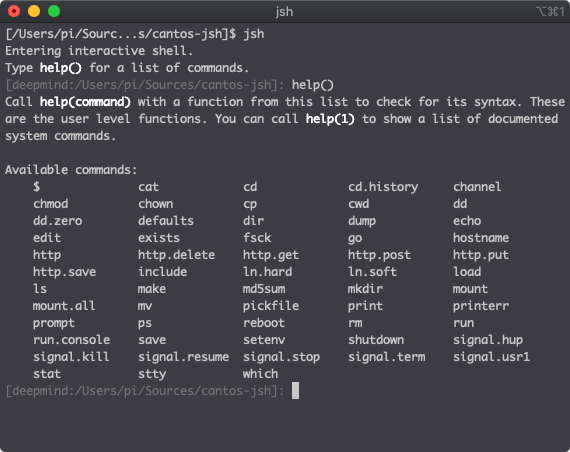 jsh
⌥⌘1
[/Users/pi/Sourc...s/cantos-jsh]$ jsh
Entering interactive shell.
Type help() for a list of commands.
[deepmind:/Users/pi/Sources/cantos-jsh]: help()
Call help(command) with a function from this list to check for its syntax. These
are the user level functions. You can call help(1) to show a list of documented
system commands.
Available commands:
$ cat cd cd.history channel
chmod chown cp cwd dd
dd.zero defaults dir dump echo
edit exists fsck go hostname
http http.delete http.get http.post http.put
http.save include ln.hard ln.soft load
ls make md5sum mkdir mount
mount.all mv pickfile print printerr
prompt ps reboot rm run
run.console save setenv shutdown signal.hup
signal.kill signal.resume signal.stop signal.term signal.usr1
stat stty which
[deepmind:/Users/pi/Sources/cantos-jsh]: